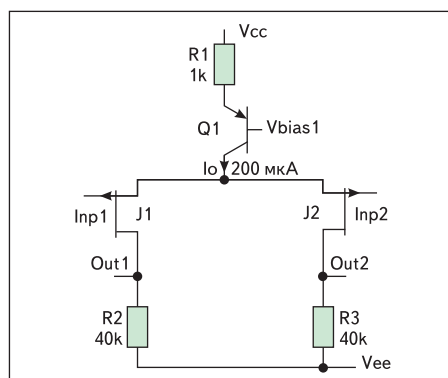 Vcc
R1
1k
Q1
Vbias1
Io 200 мкА
Inp1
J1
J2
Inp2
Out1
Out2
R2
40k
R3
40k
Vee